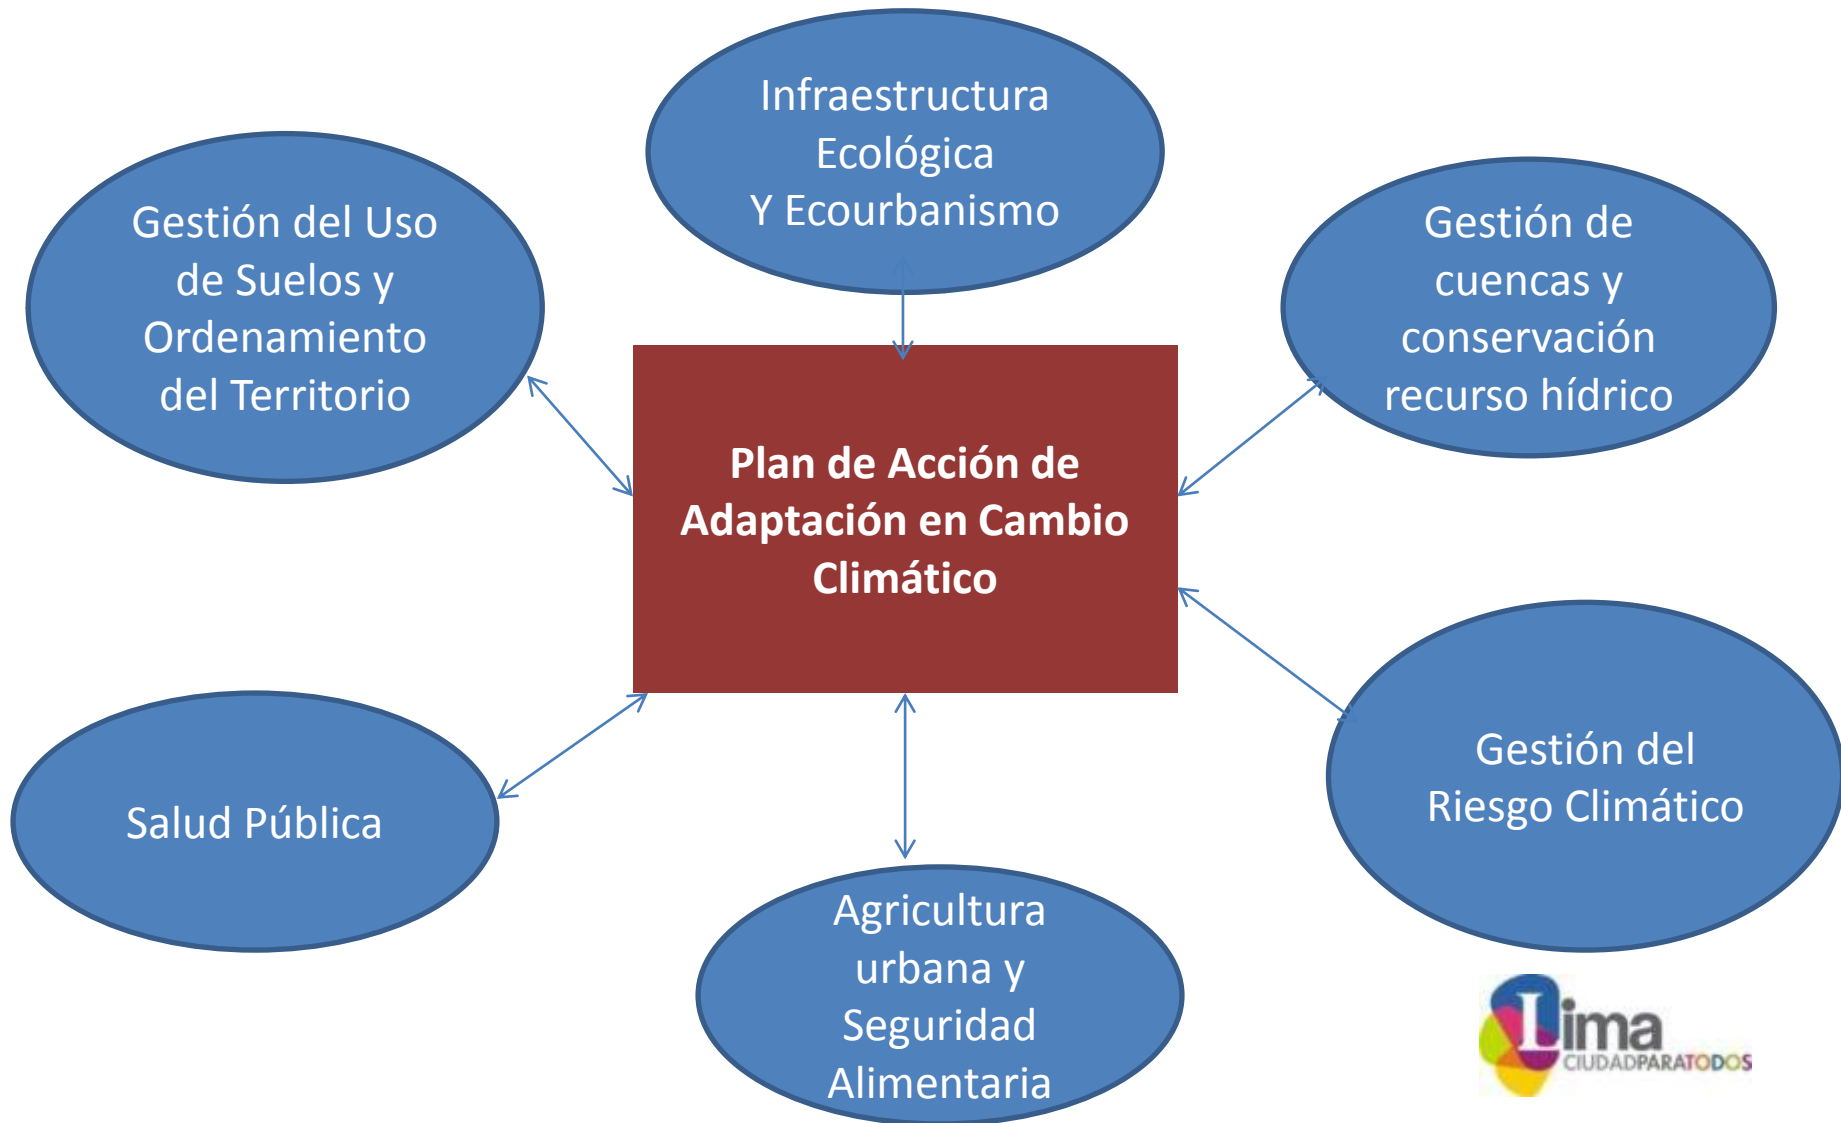 Infraestructura
Ecológica
Y Ecourbanismo
Gestión del Uso
de Suelos y
Ordenamiento
del Territorio
Gestión de
cuencas y
conservación
recurso hídrico
Plan de Acción de
Adaptación en Cambio
Climático
Salud Pública
Gestión del
Riesgo Climático
Agricultura
urbana y
Seguridad
Alimentaria
Lima
CIUDADPARATODOS